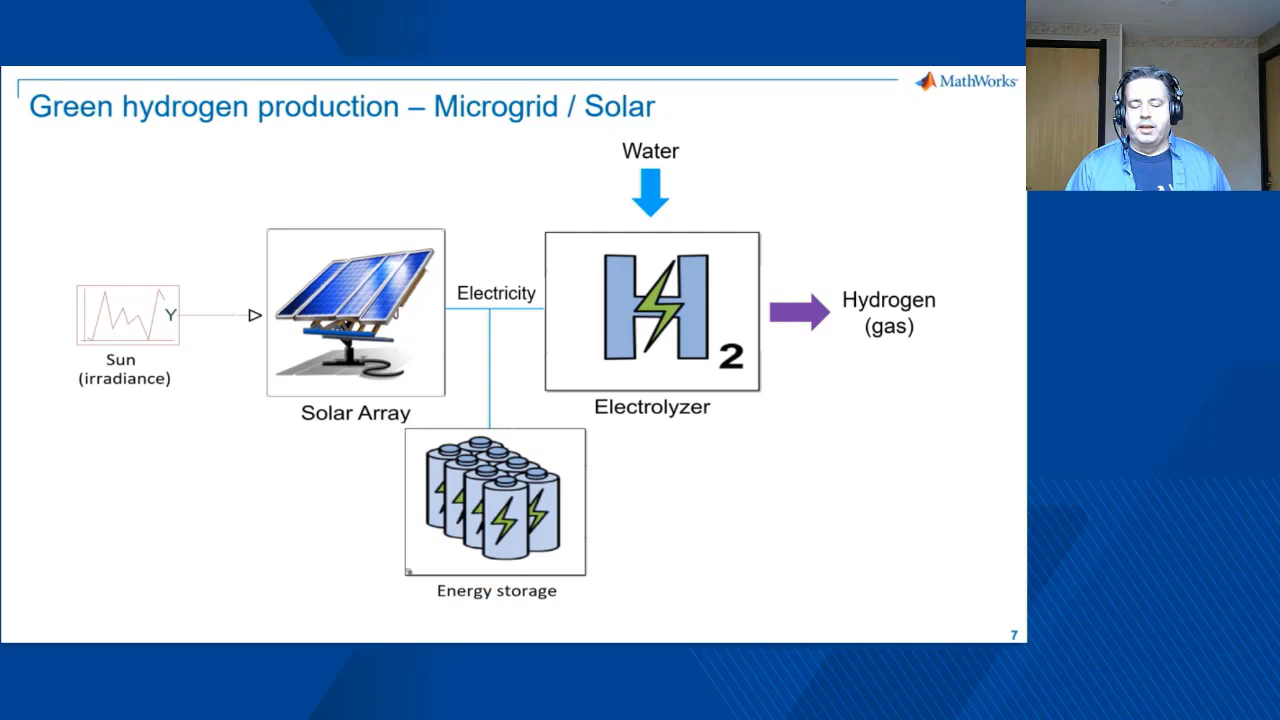 MathWorks
Green hydrogen production – Microgrid / Solar
Water
Electricity
Y
H
2
Hydrogen
(gas)
Sun
(irradiance)
Solar Array
Electrolyzer
Energy storage
7